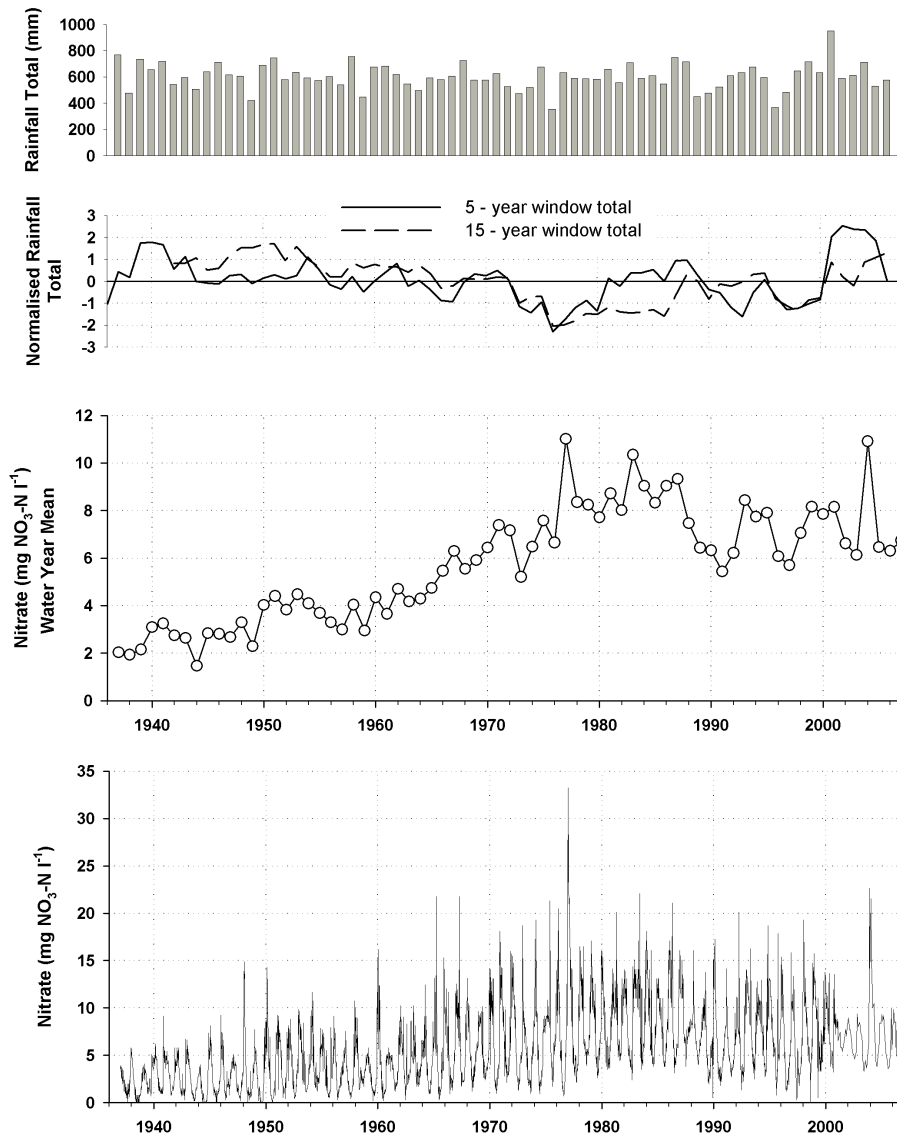 Rainfall Total (mm)
1000
800
600
400
200
0
Normalised Rainfall
Total
3
2
1
0
-1
-2
-3
5 - year window total
15 - year window total
Nitrate (mg NO₃-N l⁻¹)
Water Year Mean
12
10
8
6
4
2
0
1940 1950 1960 1970 1980 1990 2000
Nitrate (mg NO₃-N l⁻¹)
35
30
25
20
15
10
5
0
1940 1950 1960 1970 1980 1990 2000